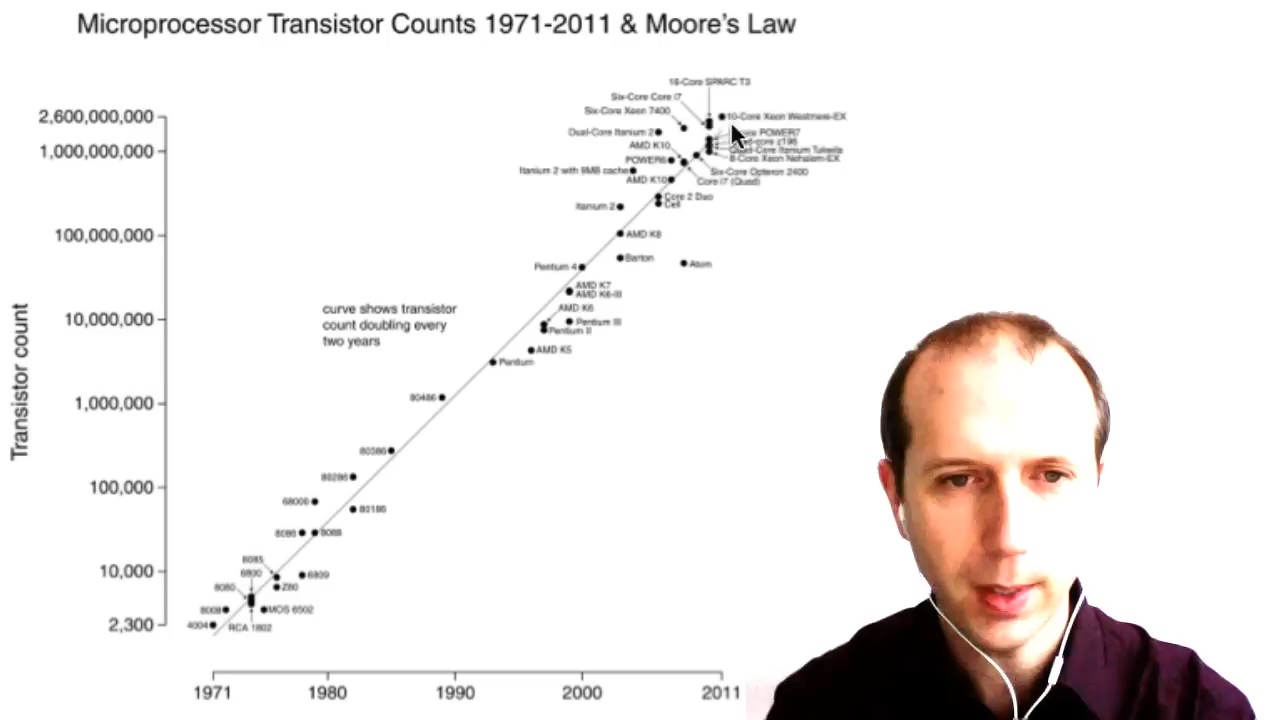 Microprocessor Transistor Counts 1971-2011 & Moore's Law
16-Core SPARC T3
Six-Core Core i7
Six-Core Xeon 7400
2,600,000,000
10-Core Xeon Westmere-EX
Dual-Core Itanium 2
POWER7
z196
AMD K10
1,000,000,000
Quad-Core Itanium Tukwila
POWER6
8-Core Xeon Nehalem-EX
Itanium 2 with 9MB cache
Six-Core Opteron 2400
AMD K10
Core i7 (Quad)
Core 2 Duo
Cell
Itanium 2
100,000,000
AMD K8
Barton
Atom
Pentium 4
AMD K7
AMD K6-III
curve shows transistor
count doubling every
two years
AMD K6
10,000,000
Pentium III
Pentium II
AMD K5
Pentium
Transistor count
1,000,000
80486
80386
80286
100,000
68000
80186
8086
8088
8085
6800
10,000
6809
8080
Z80
8008
MOS 6502
2,300
4004
RCA 1802
1971
1980
1990
2000
2011